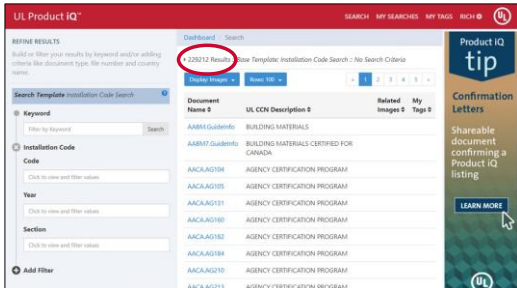 UL Product iQ™
SEARCH MY SEARCHES MY TAGS RICH
UL
REFINE RESULTS
Build or filter your results by keyword and/or adding
criteria like document type, file number and country
name.
Search Template Installation Code Search
Keyword
Filter by Keyword Search
Installation Code
Code
Click to view and filter values
Year
Click to view and filter values
Section
Click to view and filter values
Add Filter
Dashboard / Search
229212 Results : Base Template: Installation Code Search : No Search Criteria
Display Images Rows 100 « 1 2 3 4 5 »
Document Name UL CCN Description Related Images My Tags
AABM.GuideInfo BUILDING MATERIALS
AABM7.GuideInfo BUILDING MATERIALS CERTIFIED FOR CANADA
AACA.AG104 AGENCY CERTIFICATION PROGRAM
AACA.AG105 AGENCY CERTIFICATION PROGRAM
AACA.AG131 AGENCY CERTIFICATION PROGRAM
AACA.AG160 AGENCY CERTIFICATION PROGRAM
AACA.AG162 AGENCY CERTIFICATION PROGRAM
AACA.AG184 AGENCY CERTIFICATION PROGRAM
AACA.AG210 AGENCY CERTIFICATION PROGRAM
AACA.AG213 AGENCY CERTIFICATION PROGRAM
Product iQ
tip
Confirmation
Letters
Shareable
document
confirming a
Product iQ
listing
LEARN MORE
UL